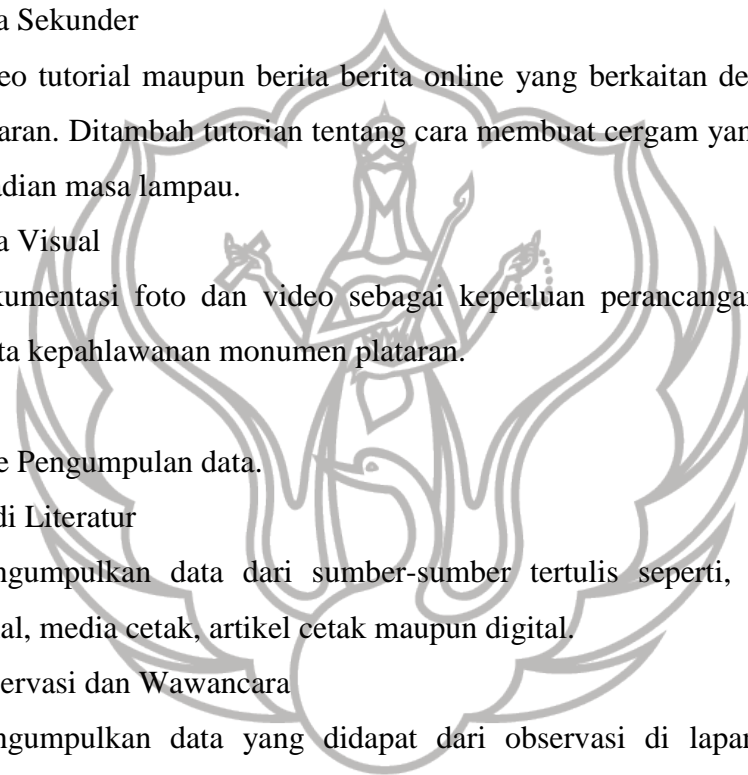 a Sekunder
eo tutorial maupun berita berita online yang berkaitan de
aran. Ditambah tutorian tentang cara membuat cergam yan
adian masa lampau.
a Visual
kumentasi foto dan video sebagai keperluan perancangan
ta kepahlawanan monumen plataran.
e Pengumpulan data.
di Literatur
ngumpulkan data dari sumber-sumber tertulis seperti,
al, media cetak, artikel cetak maupun digital.
servasi dan Wawancara
ngumpulkan data yang didapat dari observasi di lapan